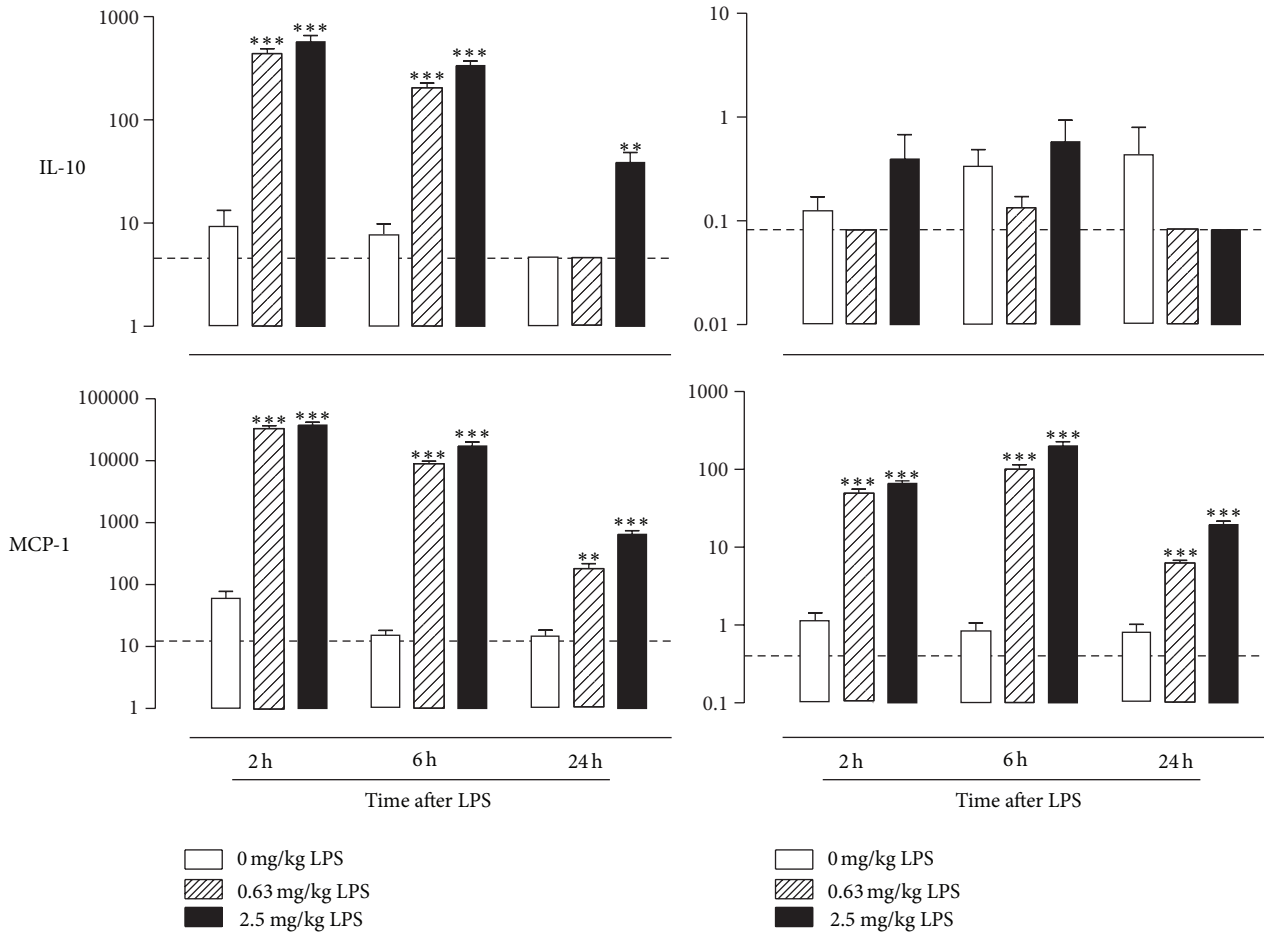 1000
100
10
1
IL-10
***
***
***
***
**
10
1
0.1
0.01
100000
10000
1000
100
10
1
MCP-1
***
***
***
***
**
***
2 h
6 h
24 h
Time after LPS
1000
100
10
1
0.1
***
***
***
***
***
***
2 h
6 h
24 h
Time after LPS
0 mg/kg LPS
0.63 mg/kg LPS
2.5 mg/kg LPS
0 mg/kg LPS
0.63 mg/kg LPS
2.5 mg/kg LPS